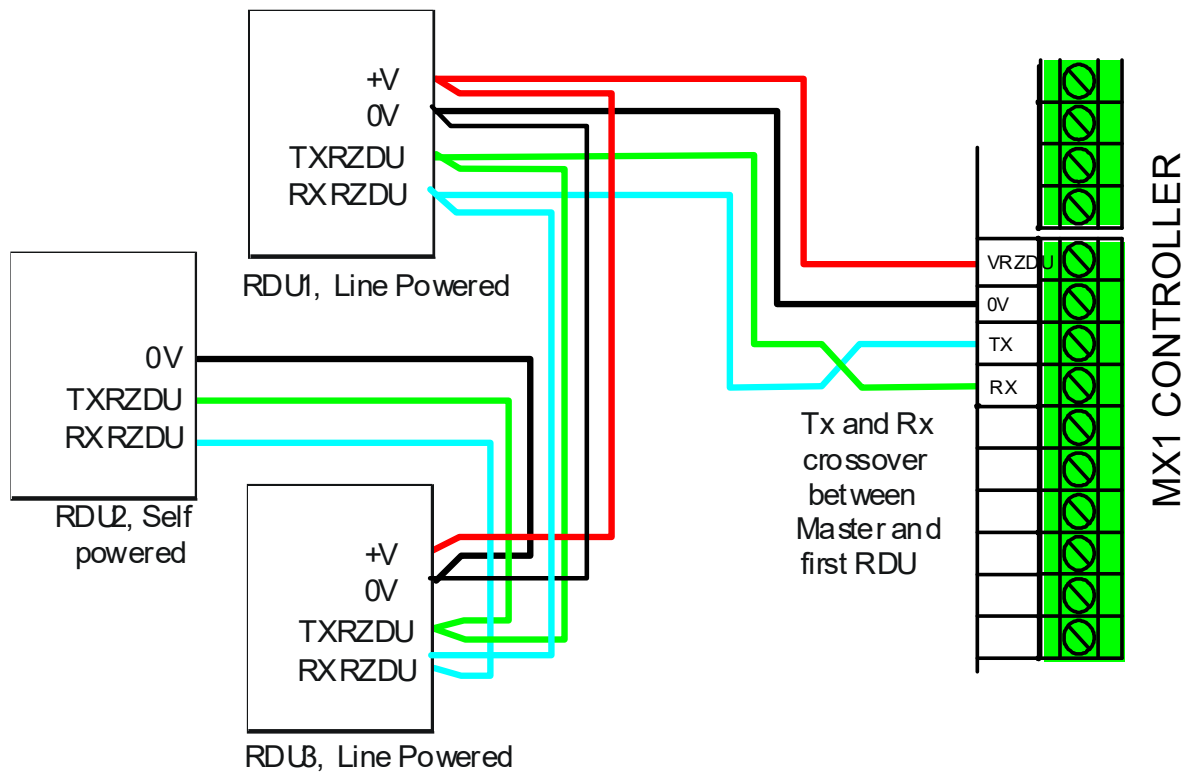 +V
0V
TXRZDU
RXRZDU
RDU1, Line Powered
0V
TXRZDU
RXRZDU
RDU2, Self
powered
+V
0V
TXRZDU
RXRZDU
RDU3, Line Powered
VRZDU
0V
TX
RX
Tx and Rx
crossover
between
Master and
first RDU
MX1 CONTROLLER